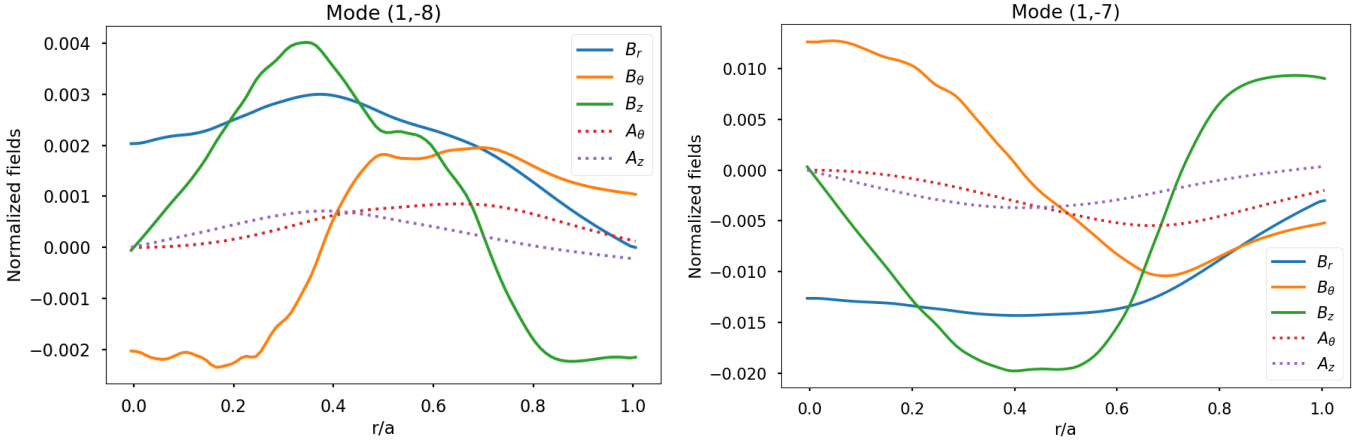 Mode (1,-8)
Normalized fields
0.004
0.003
0.002
0.001
0.000
−0.001
−0.002
B_r
B_θ
B_z
A_θ
A_z
0.0 0.2 0.4 0.6 0.8 1.0
r/a
Mode (1,-7)
Normalized fields
0.010
0.005
0.000
−0.005
−0.010
−0.015
−0.020
B_r
B_θ
B_z
A_θ
A_z
0.0 0.2 0.4 0.6 0.8 1.0
r/a